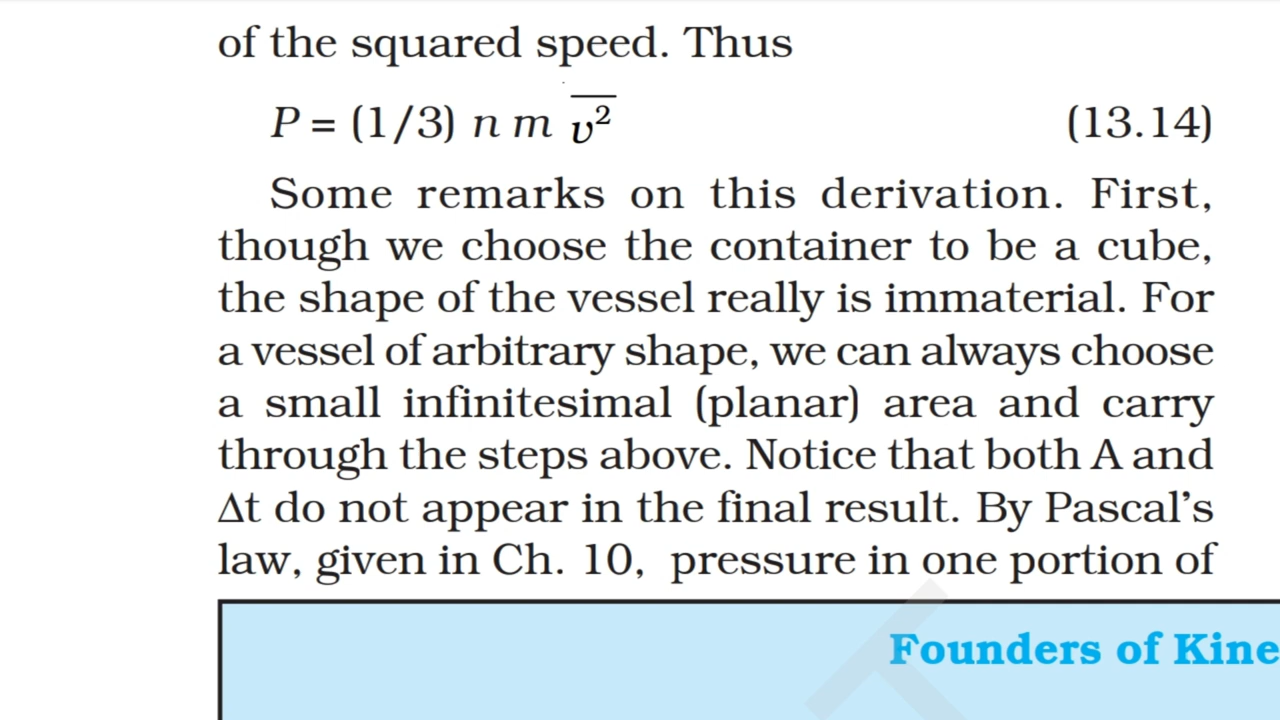 of the squared speed. Thus
P = (1/3) n m v̅² (13.14)
Some remarks on this derivation. First,
though we choose the container to be a cube,
the shape of the vessel really is immaterial. For
a vessel of arbitrary shape, we can always choose
a small infinitesimal (planar) area and carry
through the steps above. Notice that both A and
Δt do not appear in the final result. By Pascal’s
law, given in Ch. 10, pressure in one portion of
Founders of Kine